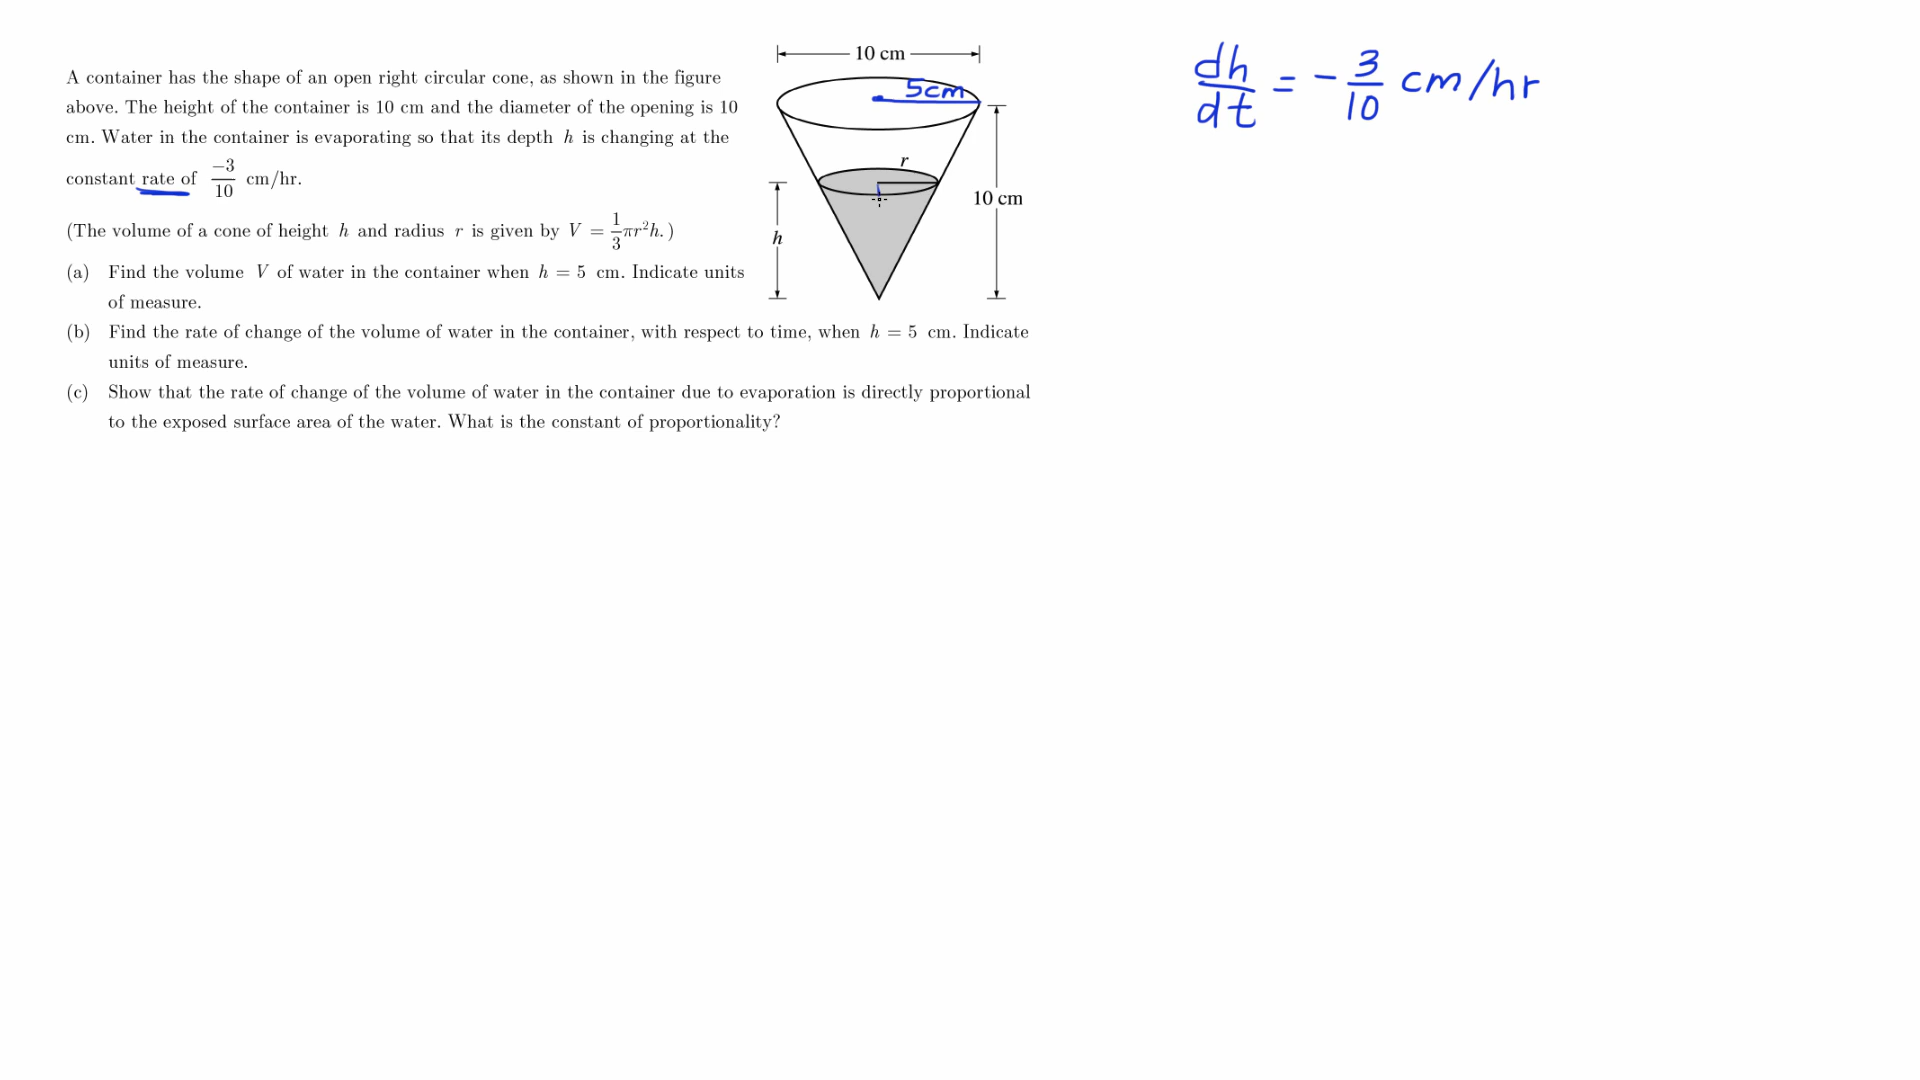 A container has the shape of an open right circular cone, as shown in the figure
above. The height of the container is 10 cm and the diameter of the opening is 10
cm. Water in the container is evaporating so that its depth h is changing at the
constant rate of −3/10 cm/hr.
(The volume of a cone of height h and radius r is given by V = 1/3 πr²h.)
(a) Find the volume V of water in the container when h = 5 cm. Indicate units
of measure.
(b) Find the rate of change of the volume of water in the container, with respect to time, when h = 5 cm. Indicate
units of measure.
(c) Show that the rate of change of the volume of water in the container due to evaporation is directly proportional
to the exposed surface area of the water. What is the constant of proportionality?
10 cm
5cm
r
10 cm
h
dh/dt = −3/10 cm/hr